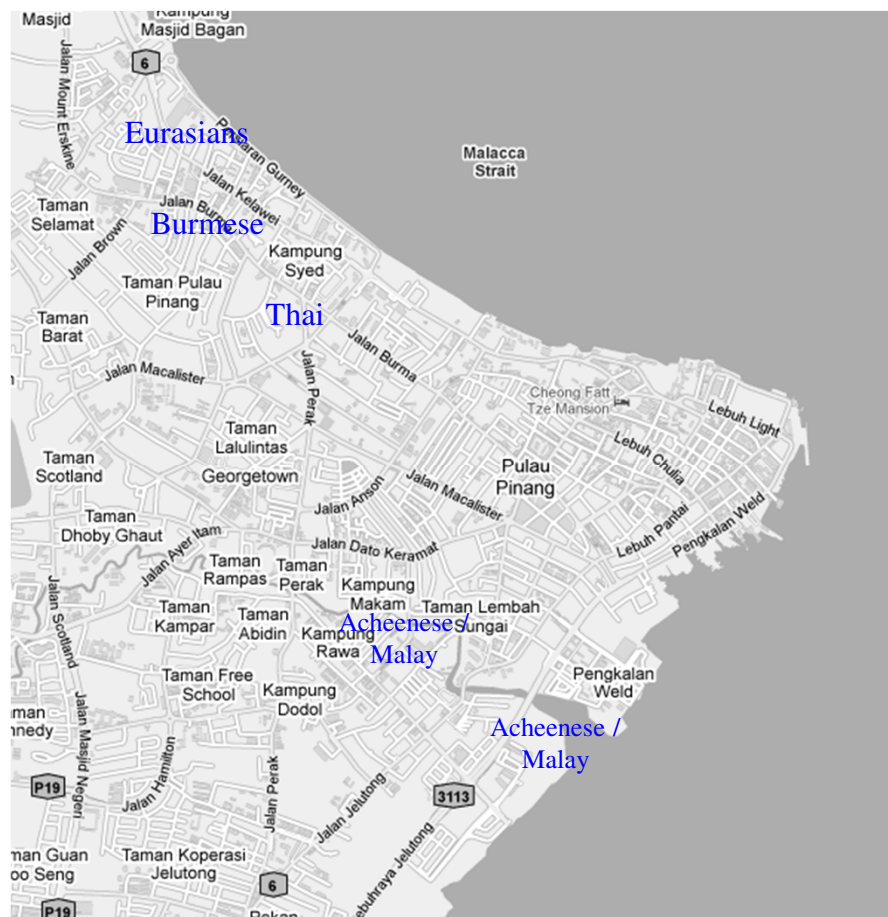 Kampung
Masjid
Masjid Bagan
6
Jalan Mount Erskine
Eurasians
Persiaran Gurney
Malacca
Strait
Jalan Kelawei
Taman
Selamat
Jalan Burma
Burmese
Jalan Brown
Kampung
Syed
Taman Pulau
Pinang
Thai
Taman
Barat
Jalan Burma
Jalan Macalister
Jalan Perak
Cheong Fatt
Tze Mansion
Lebuh Light
Taman
Lalulintas
Lebuh Chulia
Taman
Scotland
Georgetown
Pulau
Pinang
Jalan Macalister
Jalan Anson
Lebuh Pantai
Pengkalan Weld
Taman
Dhoby Ghaut
Jalan Ayer Itam
Jalan Dato Keramat
Taman
Rampas
Taman
Perak
Kampung
Makam
Taman Lembah
Sungai
Taman
Kampar
Taman
Abidin
Kampung
Rawa
Acheenese /
Malay
Jalan Scotland
Taman Free
School
Kampung
Dodol
Pengkalan
Weld
Acheenese /
Malay
Jalan Masjid Negeri
Jalan Hamilton
Jalan Perak
P19
3113
Jalan Jelutong
Taman Koperasi
Jelutong
man Guan
oo Seng
6
ebuhraya Jelutong
P19